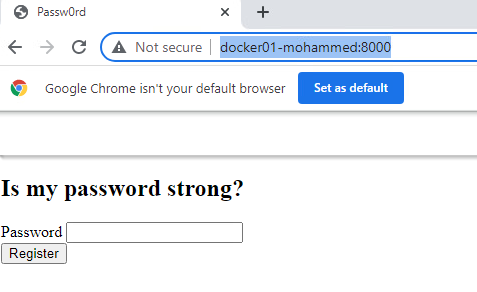 Passw0rd
Not secure | docker01-mohammed:8000
Google Chrome isn't your default browser Set as default
Is my password strong?
Password
Register